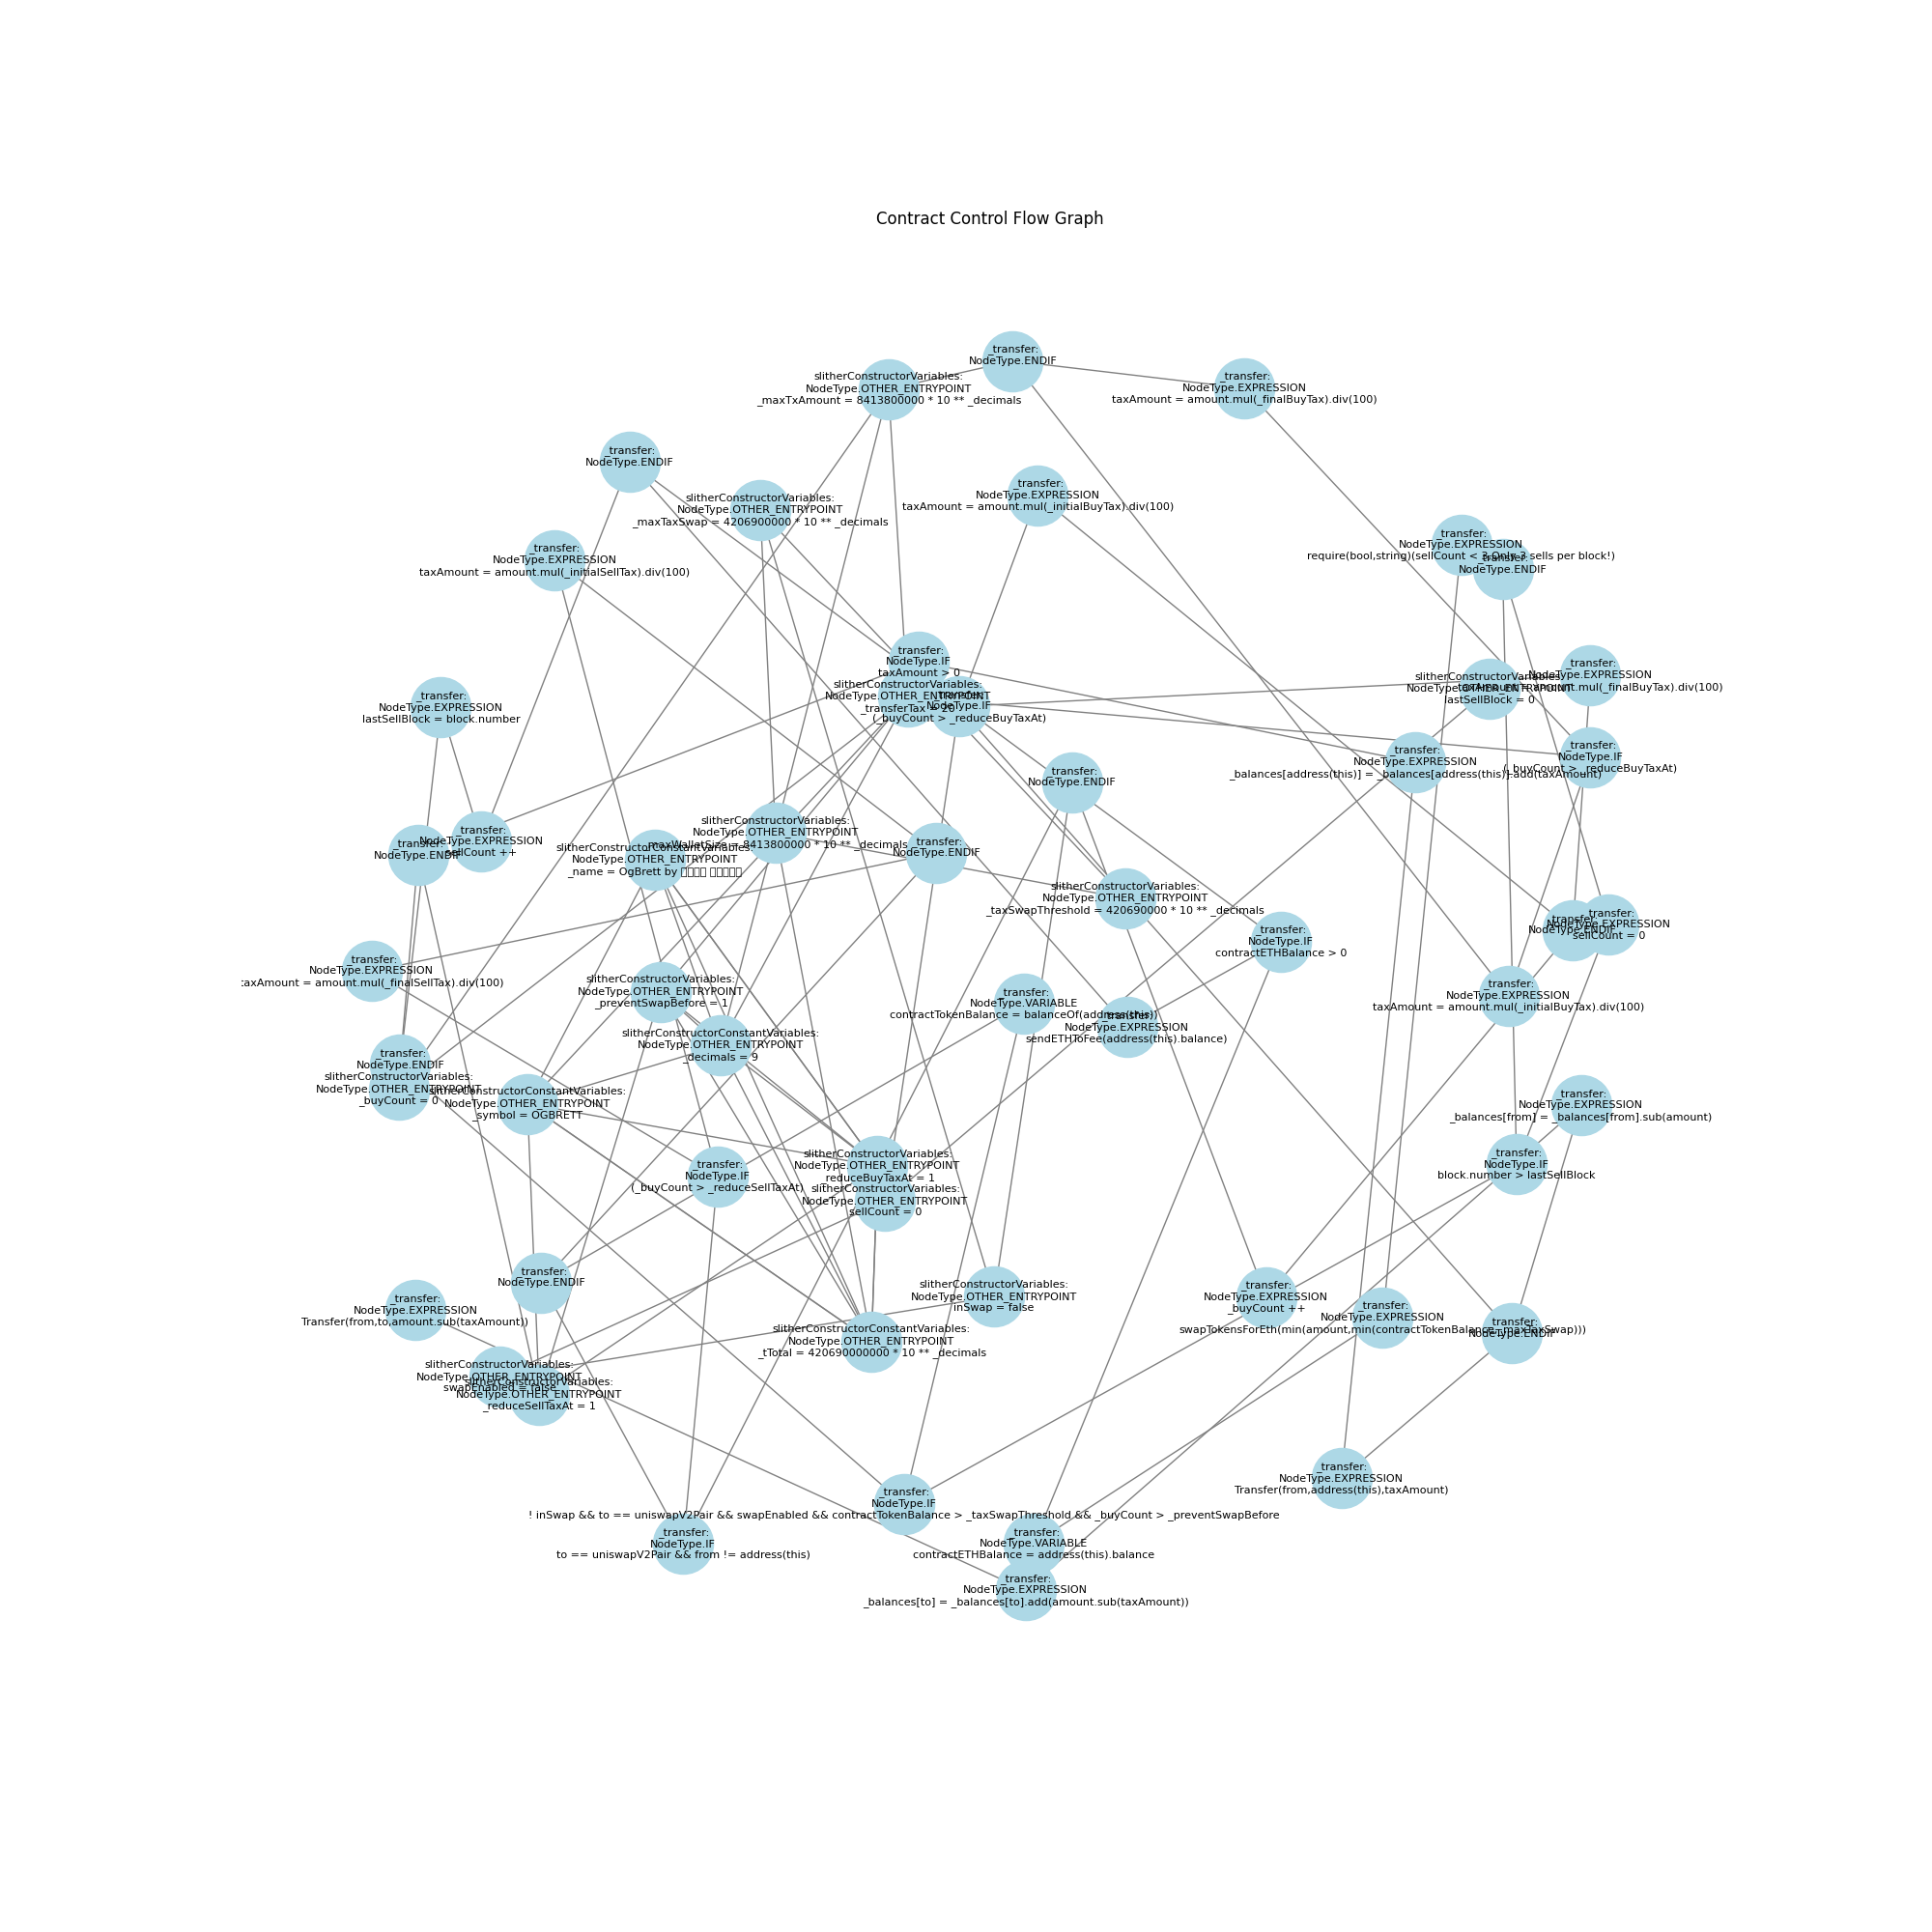 Contract Control Flow Graph
_transfer:
NodeType.ENDIF
slitherConstructorVariables:
NodeType.OTHER_ENTRYPOINT
_maxTxAmount = 8413800000 * 10 ** _decimals
_transfer:
NodeType.EXPRESSION
taxAmount = amount.mul(_finalBuyTax).div(100)
_transfer:
NodeType.ENDIF
slitherConstructorVariables:
NodeType.OTHER_ENTRYPOINT
_maxTaxSwap = 4206900000 * 10 ** _decimals
_transfer:
NodeType.EXPRESSION
taxAmount = amount.mul(_initialBuyTax).div(100)
_transfer:
NodeType.EXPRESSION
taxAmount = amount.mul(_initialSellTax).div(100)
_transfer:
NodeType.EXPRESSION
require(bool,string)(sellCount < 3,Only 3 sells per block!)
_transfer:
NodeType.ENDIF
_transfer:
NodeType.IF
taxAmount > 0
slitherConstructorVariables:
NodeType.OTHER_ENTRYPOINT
_transferTax = 20
_transfer:
NodeType.IF
(_buyCount > _reduceBuyTaxAt)
slitherConstructorVariables:
NodeType.OTHER_ENTRYPOINT
lastSellBlock = 0
_transfer:
NodeType.EXPRESSION
taxAmount = amount.mul(_finalBuyTax).div(100)
_transfer:
NodeType.EXPRESSION
lastSellBlock = block.number
_transfer:
NodeType.EXPRESSION
_balances[address(this)] = _balances[address(this)].add(taxAmount)
_transfer:
NodeType.IF
(_buyCount > _reduceBuyTaxAt)
_transfer:
NodeType.ENDIF
_transfer:
NodeType.ENDIF
_transfer:
NodeType.EXPRESSION
sellCount ++
slitherConstructorConstantVariables:
NodeType.OTHER_ENTRYPOINT
_name = OgBrett by
slitherConstructorVariables:
NodeType.OTHER_ENTRYPOINT
_maxWalletSize = 8413800000 * 10 ** _decimals
_transfer:
NodeType.ENDIF
slitherConstructorVariables:
NodeType.OTHER_ENTRYPOINT
_taxSwapThreshold = 420690000 * 10 ** _decimals
_transfer:
NodeType.IF
contractETHBalance > 0
_transfer:
NodeType.ENDIF
_transfer:
NodeType.EXPRESSION
sellCount = 0
_transfer:
NodeType.EXPRESSION
taxAmount = amount.mul(_finalSellTax).div(100)
slitherConstructorVariables:
NodeType.OTHER_ENTRYPOINT
_preventSwapBefore = 1
_transfer:
NodeType.VARIABLE
contractTokenBalance = balanceOf(address(this))
_transfer:
NodeType.EXPRESSION
sendETHToFee(address(this).balance)
_transfer:
NodeType.EXPRESSION
taxAmount = amount.mul(_initialBuyTax).div(100)
slitherConstructorConstantVariables:
NodeType.OTHER_ENTRYPOINT
_decimals = 9
_transfer:
NodeType.ENDIF
slitherConstructorVariables:
NodeType.OTHER_ENTRYPOINT
_buyCount = 0
slitherConstructorConstantVariables:
NodeType.OTHER_ENTRYPOINT
_symbol = OGBRETT
_transfer:
NodeType.EXPRESSION
_balances[from] = _balances[from].sub(amount)
_transfer:
NodeType.IF
block.number > lastSellBlock
_transfer:
NodeType.IF
(_buyCount > _reduceSellTaxAt)
slitherConstructorVariables:
NodeType.OTHER_ENTRYPOINT
_reduceBuyTaxAt = 1
slitherConstructorVariables:
NodeType.OTHER_ENTRYPOINT
sellCount = 0
_transfer:
NodeType.ENDIF
slitherConstructorVariables:
NodeType.OTHER_ENTRYPOINT
inSwap = false
_transfer:
NodeType.EXPRESSION
_buyCount ++
_transfer:
NodeType.EXPRESSION
Transfer(from,to,amount.sub(taxAmount))
_transfer:
NodeType.EXPRESSION
swapTokensForEth(min(amount,min(contractTokenBalance,_maxTaxSwap)))
_transfer:
NodeType.ENDIF
slitherConstructorConstantVariables:
NodeType.OTHER_ENTRYPOINT
_tTotal = 420690000000 * 10 ** _decimals
slitherConstructorVariables:
NodeType.OTHER_ENTRYPOINT
swapEnabled = false
slitherConstructorVariables:
NodeType.OTHER_ENTRYPOINT
_reduceSellTaxAt = 1
_transfer:
NodeType.EXPRESSION
Transfer(from,address(this),taxAmount)
_transfer:
NodeType.IF
! inSwap && to == uniswapV2Pair && swapEnabled && contractTokenBalance > _taxSwapThreshold && _buyCount > _preventSwapBefore
_transfer:
NodeType.IF
to == uniswapV2Pair && from != address(this)
_transfer:
NodeType.VARIABLE
contractETHBalance = address(this).balance
_transfer:
NodeType.EXPRESSION
_balances[to] = _balances[to].add(amount.sub(taxAmount))